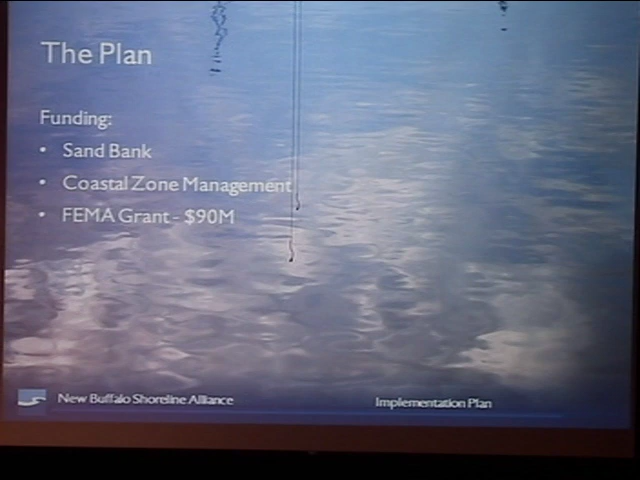 The Plan
Funding:
• Sand Bank
• Coastal Zone Management
• FEMA Grant - $90M
New Buffalo Shoreline Alliance
Implementation Plan